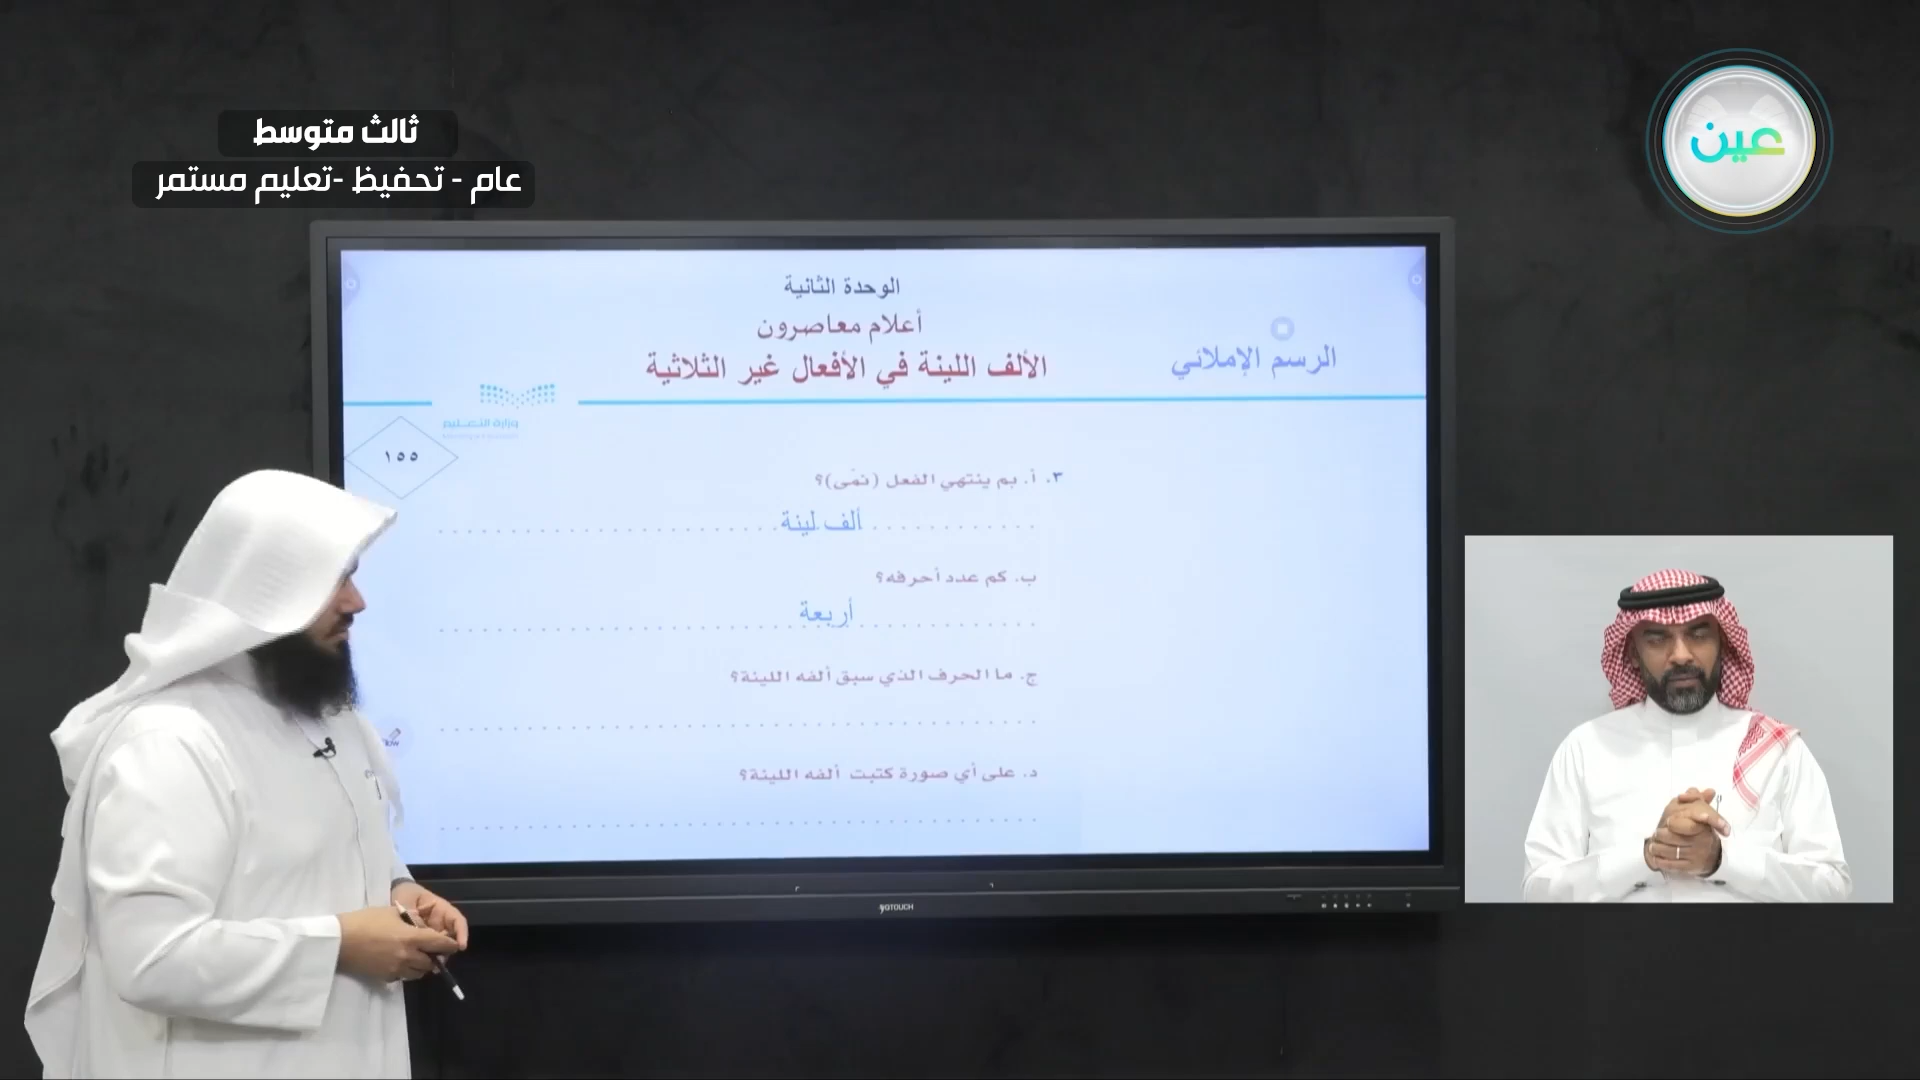 ثالث متوسط
عام - تحفيظ -تعليم مستمر
عين
الوحدة الثانية
أعلام معاصرون
الألف اللينة في الأفعال غير الثلاثية
الرسم الإملائي
وزارة التعليم
١٥٥
٣. أ. بم ينتهي الفعل (نمّى)؟
ألف لينة
ب. كم عدد أحرفه؟
أربعة
ج. ما الحرف الذي سبق ألفه اللينة؟
د. على أي صورة كتبت ألفه اللينة؟